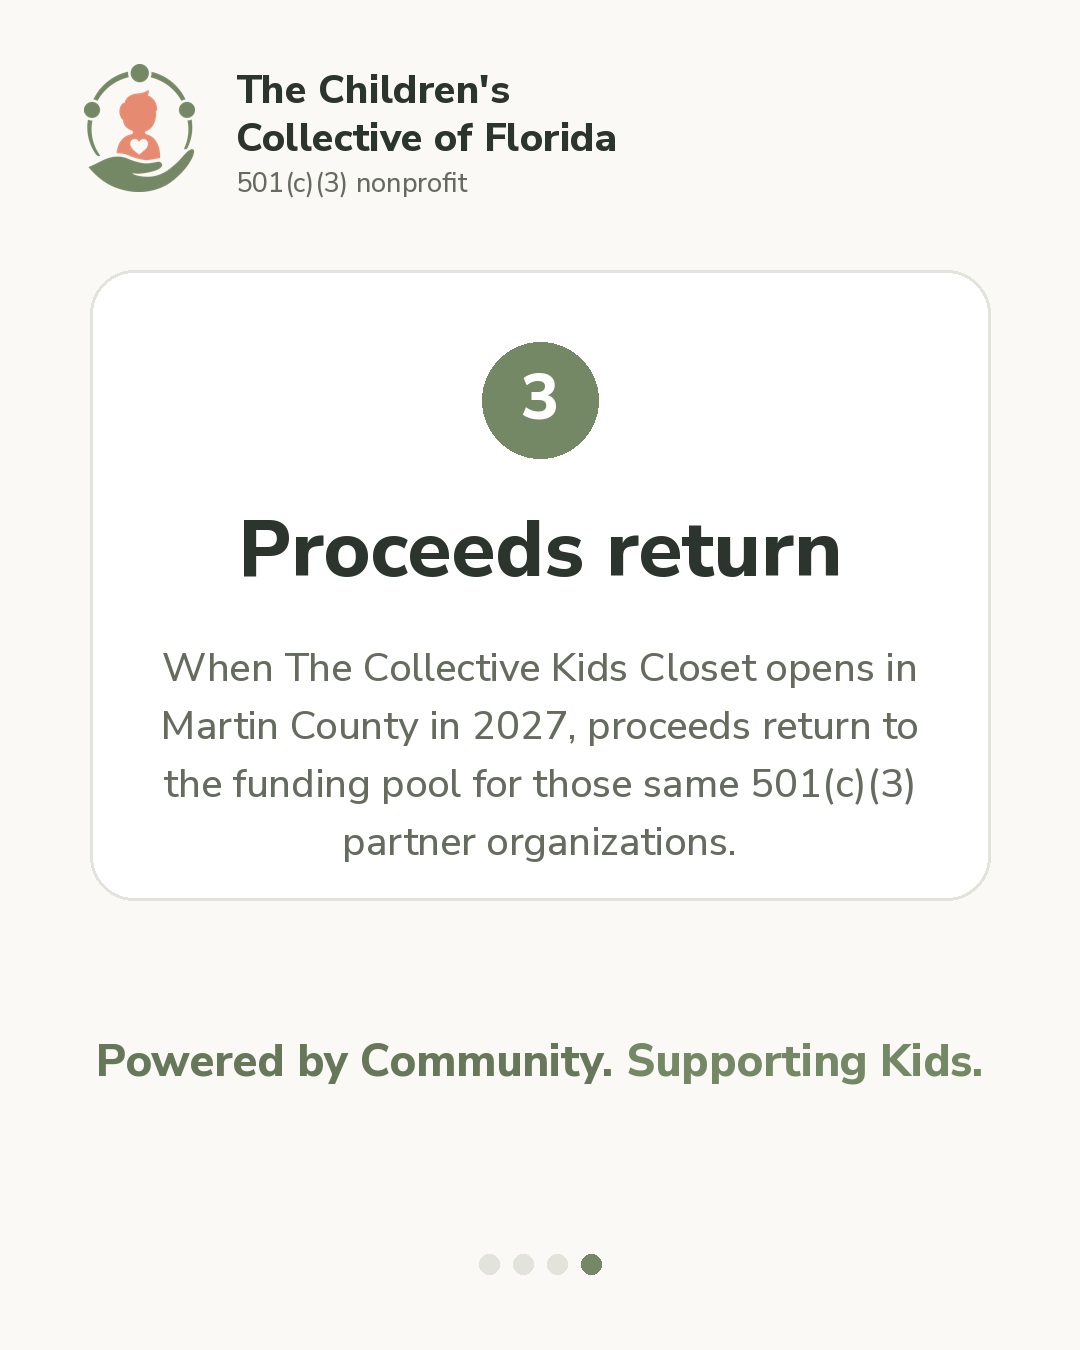 The Children's
Collective of Florida
501(c)(3) nonprofit
3
Proceeds return
When The Collective Kids Closet opens in
Martin County in 2027, proceeds return to
the funding pool for those same 501(c)(3)
partner organizations.
Powered by Community. Supporting Kids.